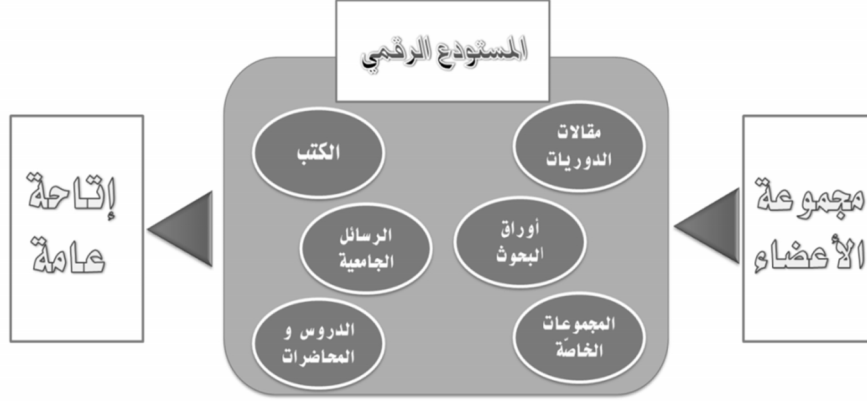 المستودع الرقمي
مجموعة
الأعضاء
مقالات
الدوريات
الكتب
أوراق
البحوث
الرسائل
الجامعية
المجموعات
الخاصّة
الدروس و
المحاضرات
إتاحة
عامة